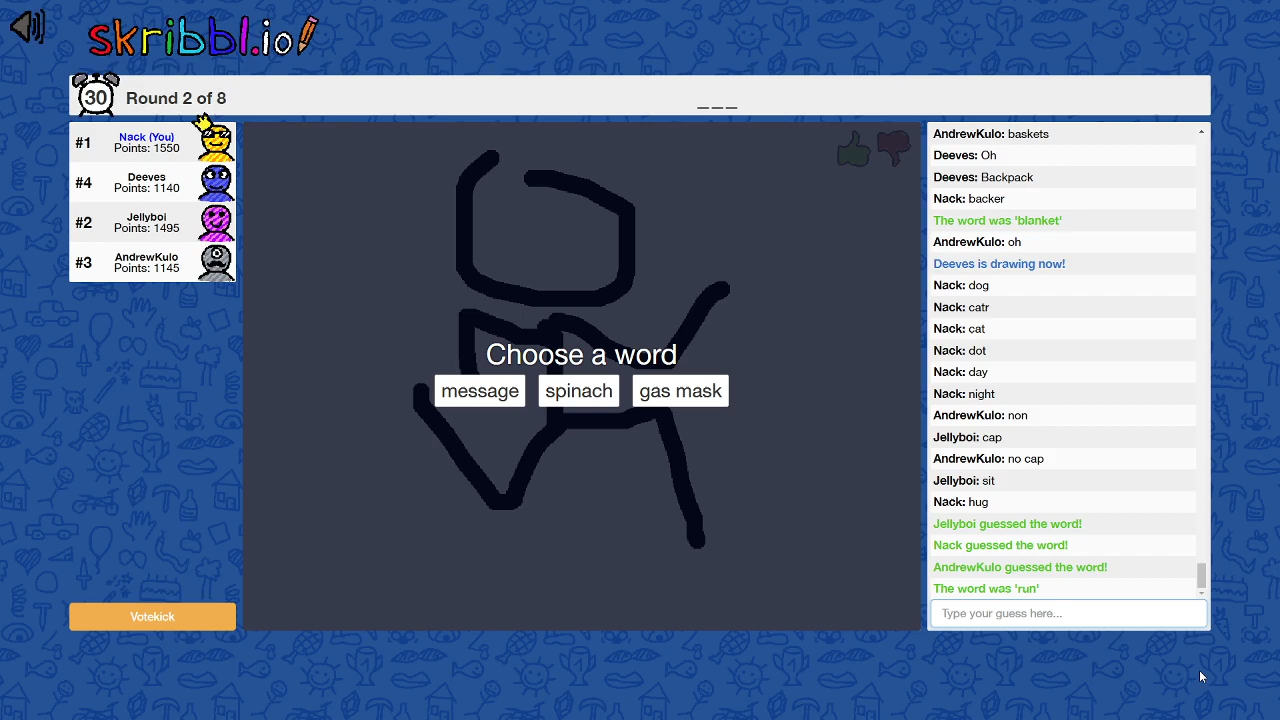 skribbl.io
30
Round 2 of 8
_ _ _
#1
Nack (You)
Points: 1550
#4
Deeves
Points: 1140
#2
Jellyboi
Points: 1495
#3
AndrewKulo
Points: 1145
Votekick
Choose a word
message
spinach
gas mask
AndrewKulo: baskets
Deeves: Oh
Deeves: Backpack
Nack: backer
The word was 'blanket'
AndrewKulo: oh
Deeves is drawing now!
Nack: dog
Nack: catr
Nack: cat
Nack: dot
Nack: day
Nack: night
AndrewKulo: non
Jellyboi: cap
AndrewKulo: no cap
Jellyboi: sit
Nack: hug
Jellyboi guessed the word!
Nack guessed the word!
AndrewKulo guessed the word!
The word was 'run'
Type your guess here...